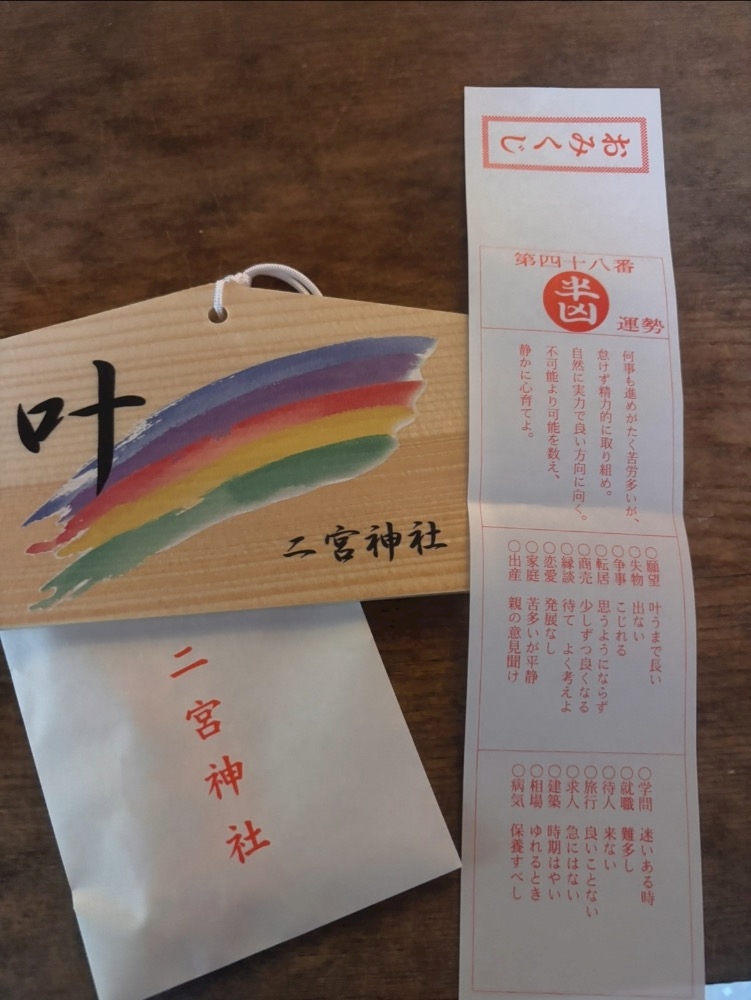 おみくじ
第四十八番
半凶
運勢
何事も進めがたく苦労多いが、
怠けず精力的に取り組め。
自然に実力で良い方向に向く。
不可能より可能を数え、
静かに心育てよ。
○願望 叶うまで長い
○失物 出ない
○争事 こじれる
○転居 思うようにならず
○商売 少しずつ良くなる
○縁談 待て よく考えよ
○恋愛 発展なし
○家庭 苦多いが平静
○出産 親の意見聞け
○学問 迷いある時
○就職 難多し
○待人 来ない
○旅行 良いことない
○求人 急にはない
○建築 時期はやい
○相場 ゆれるとき
○病気 保養すべし
叶
二宮神社
二宮神社